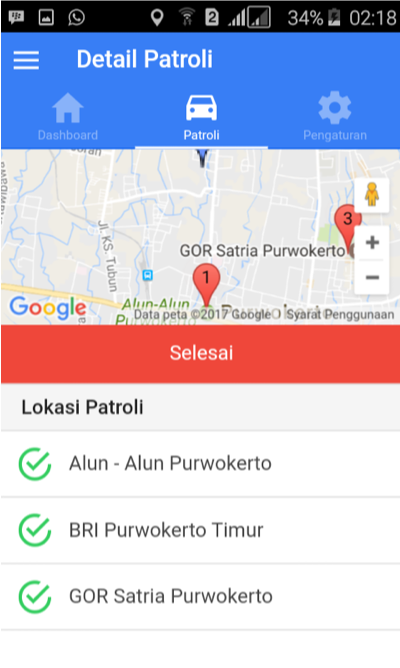 2 34% 02:18
Detail Patroli
Dashboard
Patroli
Pengaturan
Jl. KS. Tubun
3
GOR Satria Purwokerto
1
Google
Alun-Alun
Data peta ©2017 Google
Syarat Penggunaan
Selesai
Lokasi Patroli
Alun - Alun Purwokerto
BRI Purwokerto Timur
GOR Satria Purwokerto